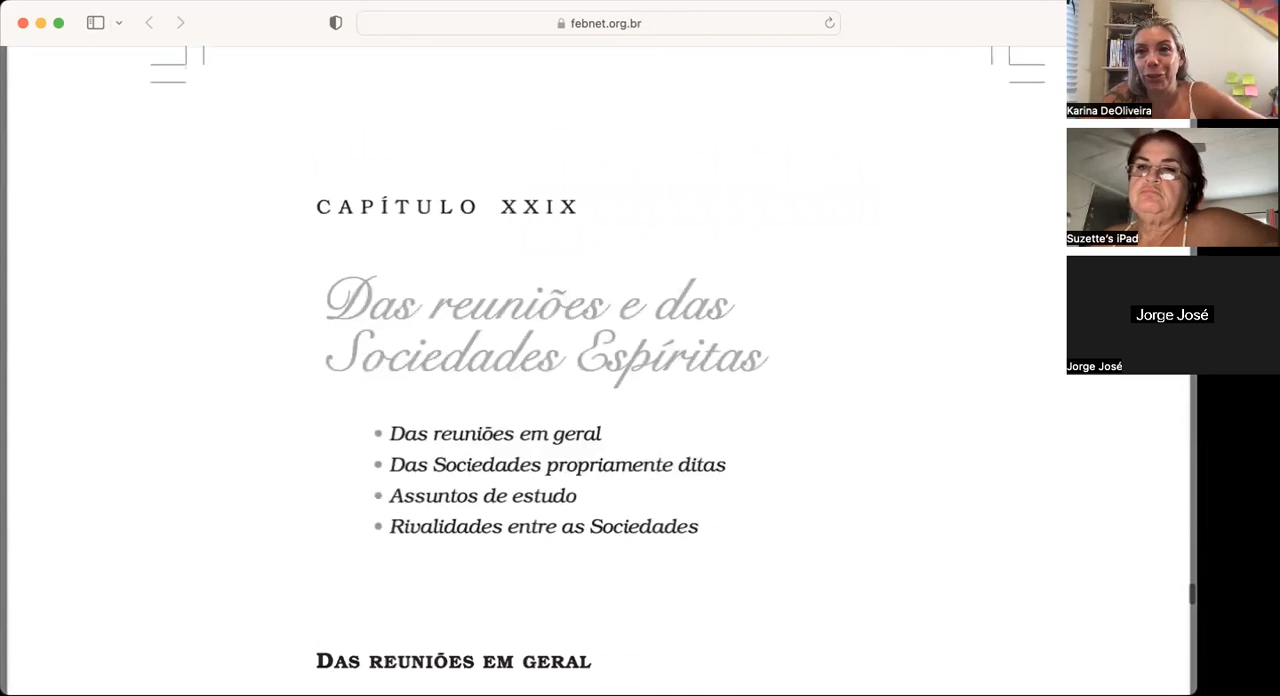 febnet.org.br
CAPÍTULO XXIX
Das reuniões e das
Sociedades Espíritas
• Das reuniões em geral
• Das Sociedades propriamente ditas
• Assuntos de estudo
• Rivalidades entre as Sociedades
DAS REUNIÕES EM GERAL
Karina DeOliveira
Suzette's iPad
Jorge José
Jorge José